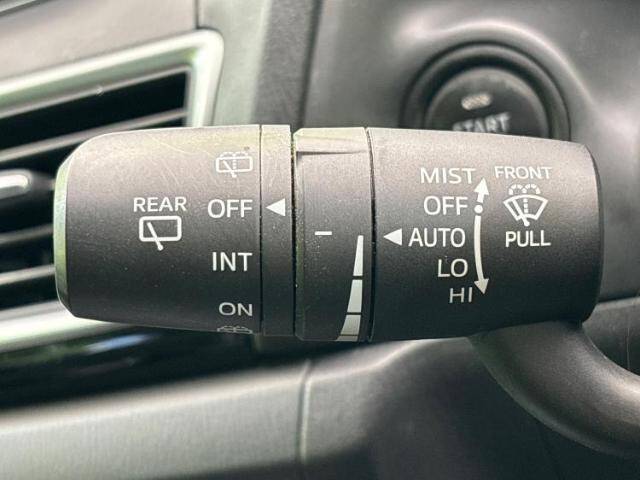 START
REAR
OFF
INT
ON
MIST
OFF
AUTO
LO
HI
FRONT
PULL